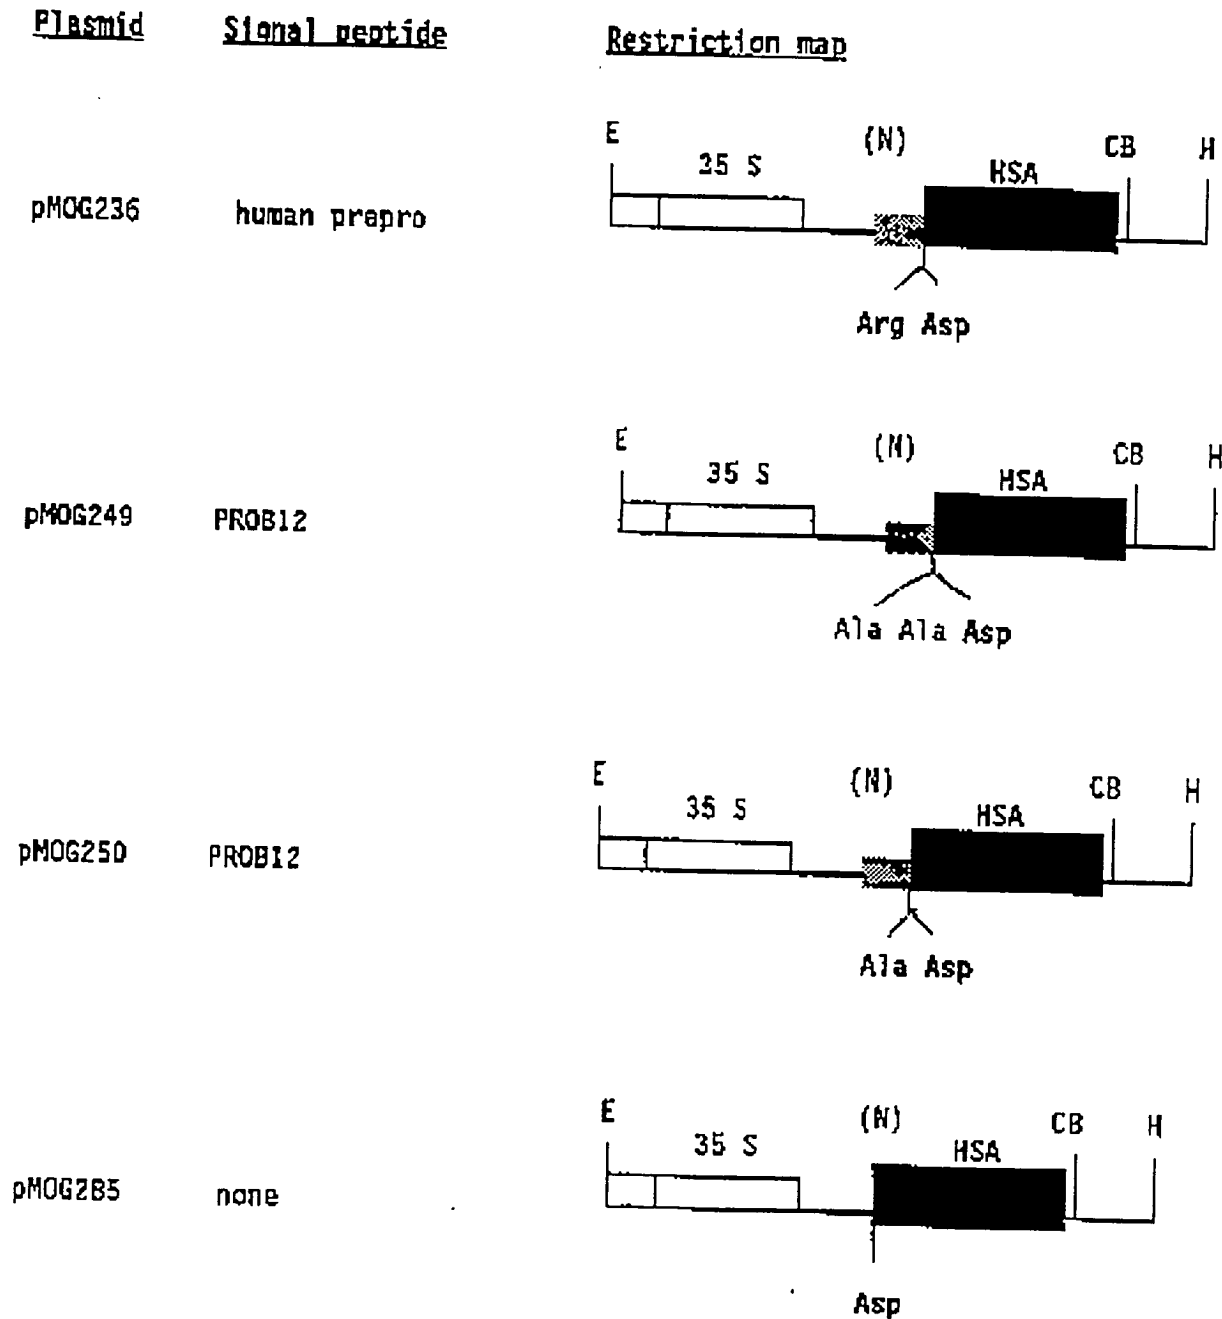 Plasmid Signal peptide Restriction map
E (N) CB H
35 S HSA
pMOG236 human prepro
Arg Asp
E (N) CB H
35 S HSA
pMOG249 PROB12
Ala Ala Asp
E (N) CB H
35 S HSA
pMOG250 PROB12
Ala Asp
E (N) CB H
35 S HSA
pMOG285 none
Asp